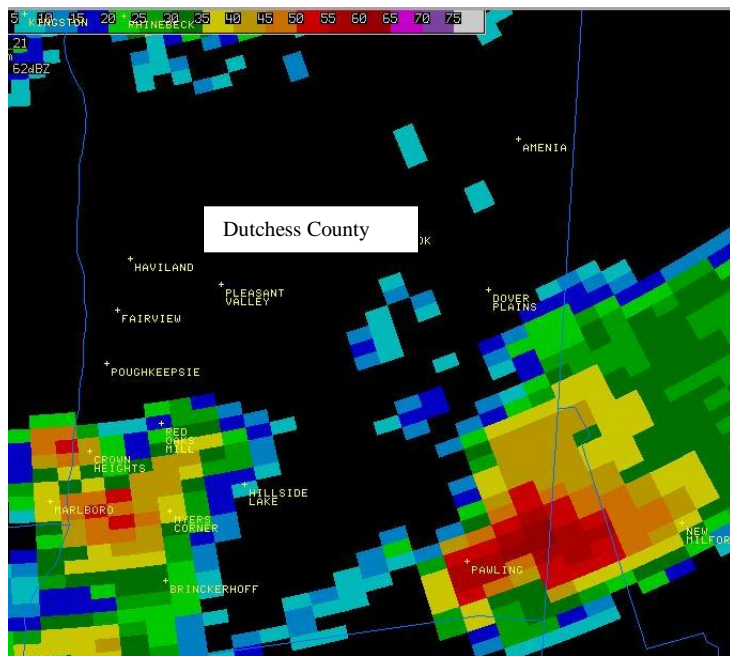 5 10 15 20 25 30 35 40 45 50 55 60 65 70 75
KINGSTON
RHINEBECK
21
m
62dBZ
AMENIA
Dutchess County
OK
HAVILAND
PLEASANT
VALLEY
DOVER
PLAINS
FAIRVIEW
POUGHKEEPSIE
RED
OAKS
MILL
CROWN
HEIGHTS
HILLSIDE
LAKE
MARLBORO
MYERS
CORNER
NEW
MILFOR
PAWLING
BRINCKERHOFF